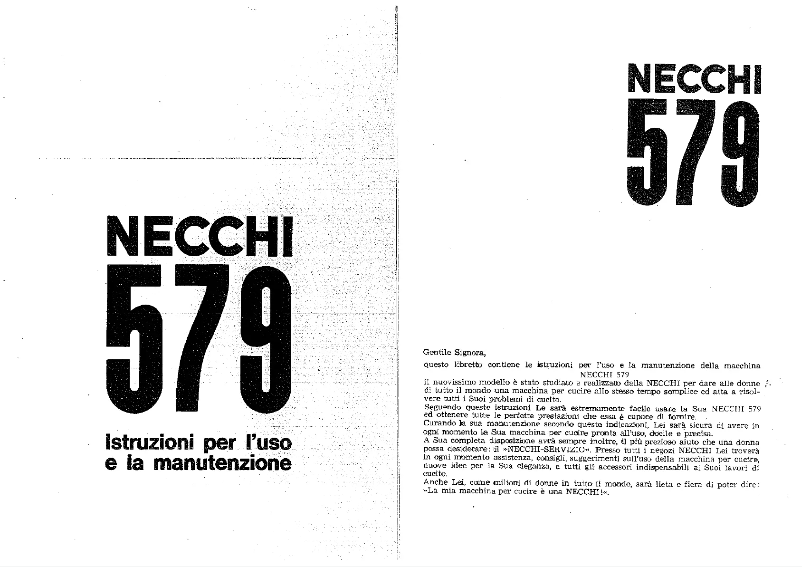 NECCHI
579
Istruzioni per l'uso
e la manutenzione
NECCHI
579
Gentile Signora,
questo libretto contiene le istruzioni per l'uso e la manutenzione della macchina
NECCHI 579
il nuovissimo modello è stato studiato e realizzato della NECCHI per dare alle donne
di tutto il mondo una macchina per cucire allo stesso tempo semplice ed atta a risol-
vere tutti i Suoi problemi di cucito.
Seguendo queste istruzioni Le sarà estremamente facile usare la Sua NECCHI 579
ed ottenere tutte le perfette prestazioni che essa è capace di fornire.
Curando la sua manutenzione secondo queste indicazioni, Lei sarà sicura di avere in
ogni momento la Sua macchina per cucire pronta all'uso, docile e precisa.
A Sua completa disposizione avrà sempre inoltre, il più prezioso aiuto che una donna
possa desiderare: il »NECCHI-SERVIZIO«. Presso tutti i negozi NECCHI Lei troverà
in ogni momento assistenza, consigli, suggerimenti sull'uso della macchina per cucire,
nuove idee per la Sua eleganza, e tutti gli accessori indispensabili ai Suoi lavori di
cucito.
Anche Lei, come milioni di donne in tutto il mondo, sarà lieta e fiera di poter dire:
»La mia macchina per cucire è una NECCHI!«.